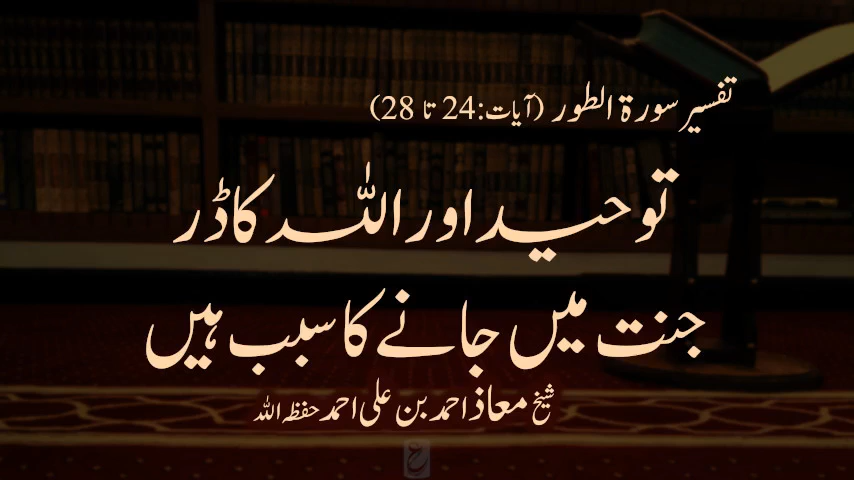 تفسیر سورۃ الطور (آیات:24 تا 28)
توحید اور اللہ کا ڈر
جنت میں جانے کا سبب ہیں
شیخ معاذ احمد بن علی احمد حفظہ اللہ